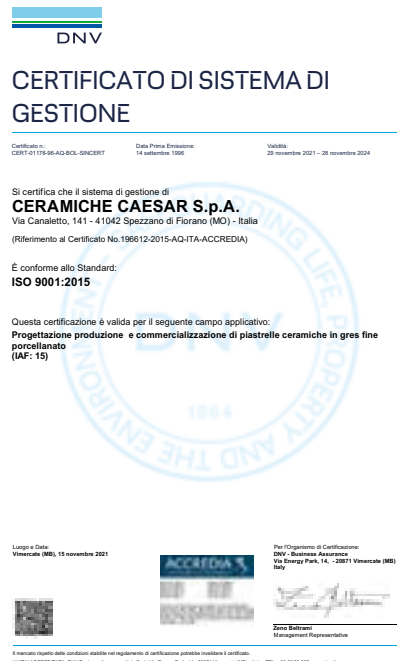 DNV
CERTIFICATO DI SISTEMA DI
GESTIONE
Certificato n.:
CERT-01178-96-AQ-BOL-SINCERT
Data Prima Emissione:
14 settembre 1996
Validità:
29 novembre 2021 – 28 novembre 2024
Si certifica che il sistema di gestione di
CERAMICHE CAESAR S.p.A.
Via Canaletto, 141 - 41042 Spezzano di Fiorano (MO) - Italia
(Riferimento al Certificato No.196612-2015-AQ-ITA-ACCREDIA)
È conforme allo Standard:
ISO 9001:2015
Questa certificazione è valida per il seguente campo applicativo:
Progettazione produzione e commercializzazione di piastrelle ceramiche in gres fine
porcellanato
(IAF: 15)
DNV
1864
Luogo e Data:
Vimercate (MB), 15 novembre 2021
ACCREDIA
Per l'Organismo di Certificazione:
DNV - Business Assurance
Via Energy Park, 14, - 20871 Vimercate (MB)
Italy
Zeno Beltrami
Management Representative
Il mancato rispetto delle condizioni stabilite nel regolamento di certificazione potrebbe invalidare il certificato.